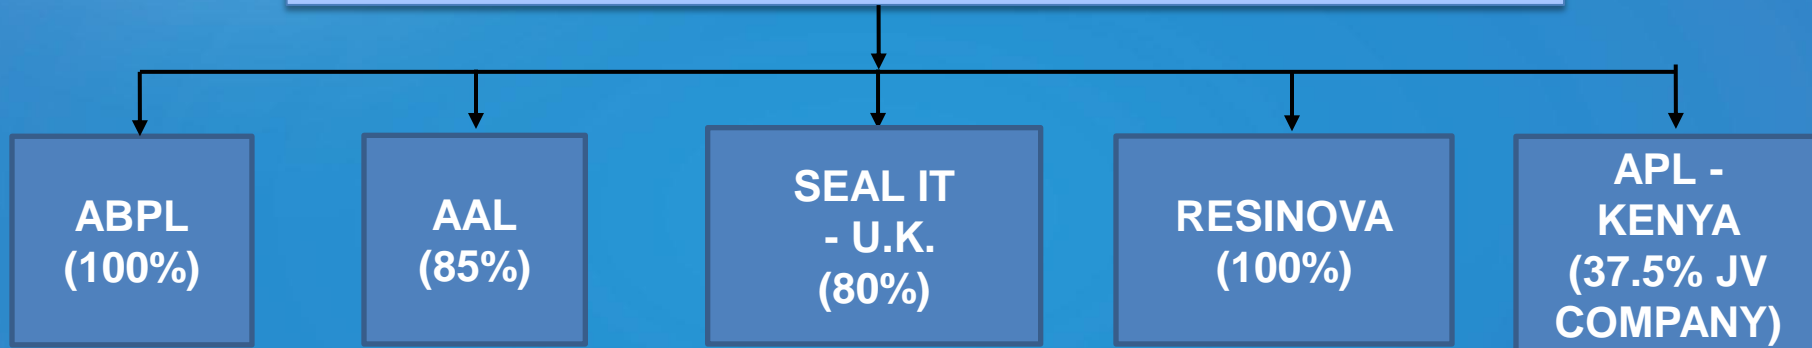 ABPL
(100%)
AAL
(85%)
SEAL IT
- U.K.
(80%)
RESINOVA
(100%)
APL -
KENYA
(37.5% JV
COMPANY)